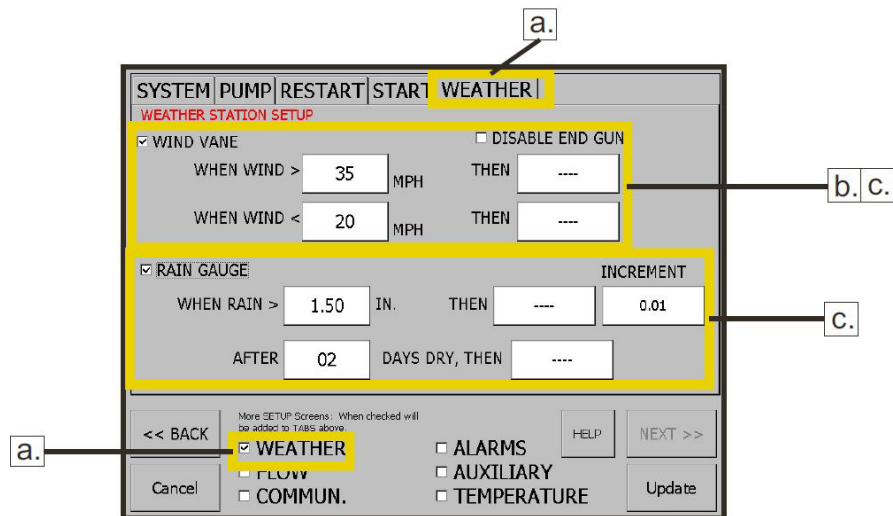 a.
SYSTEM PUMP RESTART START WEATHER
WEATHER STATION SETUP
WIND VANE DISABLE END GUN
WHEN WIND > 35 MPH THEN ----
WHEN WIND < 20 MPH THEN ----
b. c.
RAIN GAUGE INCREMENT
WHEN RAIN > 1.50 IN. THEN ---- 0.01
c.
AFTER 02 DAYS DRY, THEN ----
More SETUP Screens: When checked will
be added to TABS above.
<< BACK HELP NEXT >>
a.
WEATHER ALARMS
FLOW AUXILIARY
Cancel COMMUN. TEMPERATURE Update